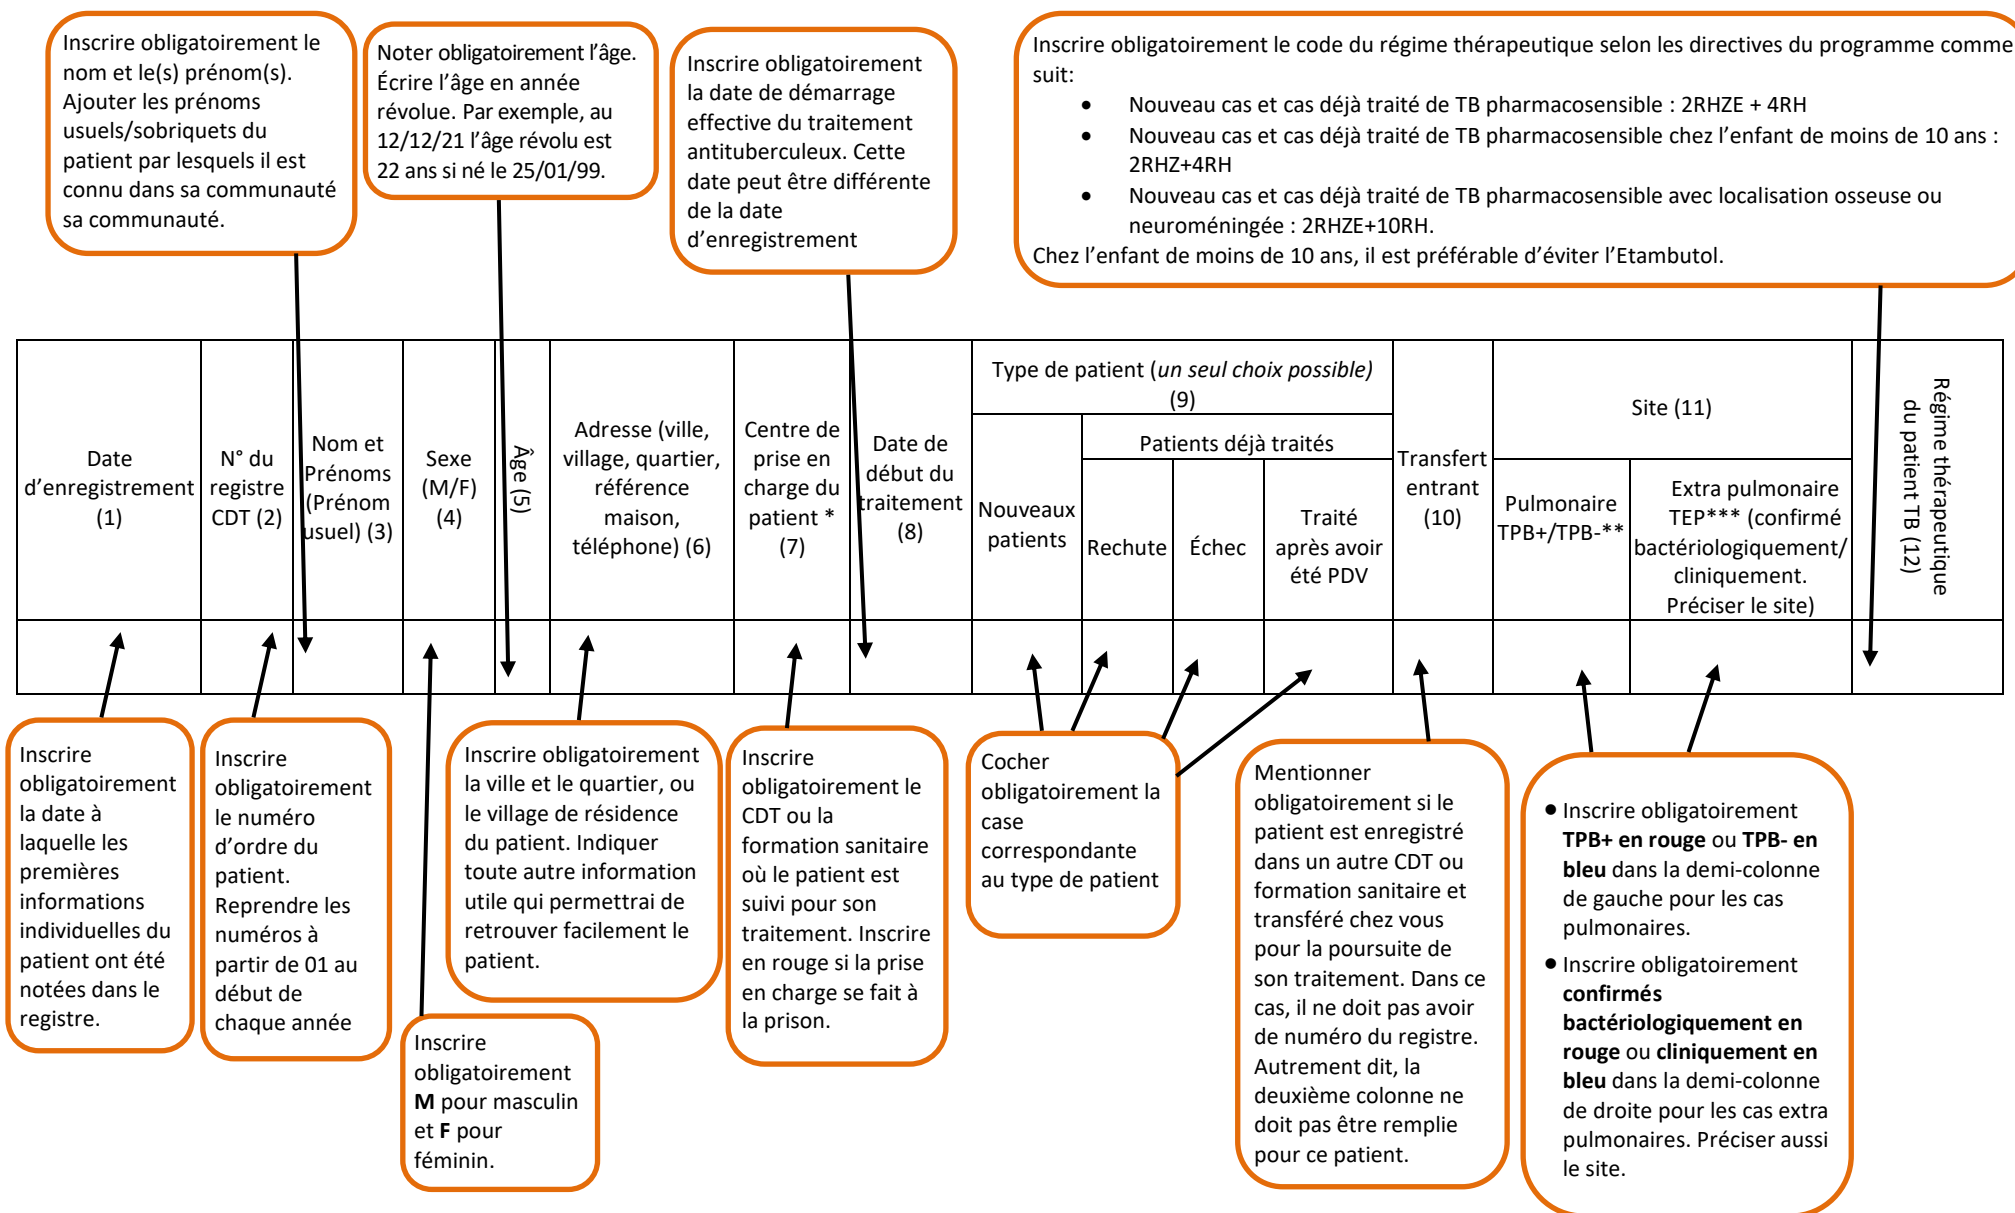 Inscrire obligatoirement le
nom et le(s) prénom(s).
Ajouter les prénoms
usuels/sobriquets du
patient par lesquels il est
connu dans sa communauté
sa communauté.
Noter obligatoirement l’âge.
Écrire l’âge en année
révolue. Par exemple, au
12/12/21 l’âge révolu est
22 ans si né le 25/01/99.
Inscrire obligatoirement
la date de démarrage
effective du traitement
antituberculeux. Cette
date peut être différente
de la date
d’enregistrement
Inscrire obligatoirement le code du régime thérapeutique selon les directives du programme comme
suit:
• Nouveau cas et cas déjà traité de TB pharmacosensible : 2RHZE + 4RH
• Nouveau cas et cas déjà traité de TB pharmacosensible chez l’enfant de moins de 10 ans :
2RHZ+4RH
• Nouveau cas et cas déjà traité de TB pharmacosensible avec localisation osseuse ou
neuroméningée : 2RHZE+10RH.
Chez l’enfant de moins de 10 ans, il est préférable d’éviter l’Etambutol.
Date
d’enregistrement
(1)
N° du
registre
CDT (2)
Nom et
Prénoms
(Prénom
usuel) (3)
Sexe
(M/F)
(4)
Âge (5)
Adresse (ville,
village, quartier,
référence
maison,
téléphone) (6)
Centre de
prise en
charge du
patient *
(7)
Date de
début du
traitement
(8)
Type de patient (un seul choix possible)
(9)
Nouveaux
patients
Patients déjà traités
Rechute
Échec
Traité
après avoir
été PDV
Transfert
entrant
(10)
Site (11)
Pulmonaire
TPB+/TPB-**
Extra pulmonaire
TEP*** (confirmé
bactériologiquement/
cliniquement.
Préciser le site)
Régime thérapeutique
du patient TB (12)
Inscrire
obligatoirement
la date à
laquelle les
premières
informations
individuelles du
patient ont été
notées dans le
registre.
Inscrire
obligatoirement
le numéro
d’ordre du
patient.
Reprendre les
numéros à
partir de 01 au
début de
chaque année
Inscrire
obligatoirement
M pour masculin
et F pour
féminin.
Inscrire obligatoirement
la ville et le quartier, ou
le village de résidence
du patient. Indiquer
toute autre information
utile qui permettrai de
retrouver facilement le
patient.
Inscrire
obligatoirement le
CDT ou la
formation sanitaire
où le patient est
suivi pour son
traitement. Inscrire
en rouge si la prise
en charge se fait à
la prison.
Cocher
obligatoirement la
case
correspondante
au type de patient
Mentionner
obligatoirement si le
patient est enregistré
dans un autre CDT ou
formation sanitaire et
transféré chez vous
pour la poursuite de
son traitement. Dans ce
cas, il ne doit pas avoir
de numéro du registre.
Autrement dit, la
deuxième colonne ne
doit pas être remplie
pour ce patient.
• Inscrire obligatoirement
TPB+ en rouge ou TPB- en
bleu dans la demi-colonne
de gauche pour les cas
pulmonaires.
• Inscrire obligatoirement
confirmés
bactériologiquement en
rouge ou cliniquement en
bleu dans la demi-colonne
de droite pour les cas extra
pulmonaires. Préciser aussi
le site.